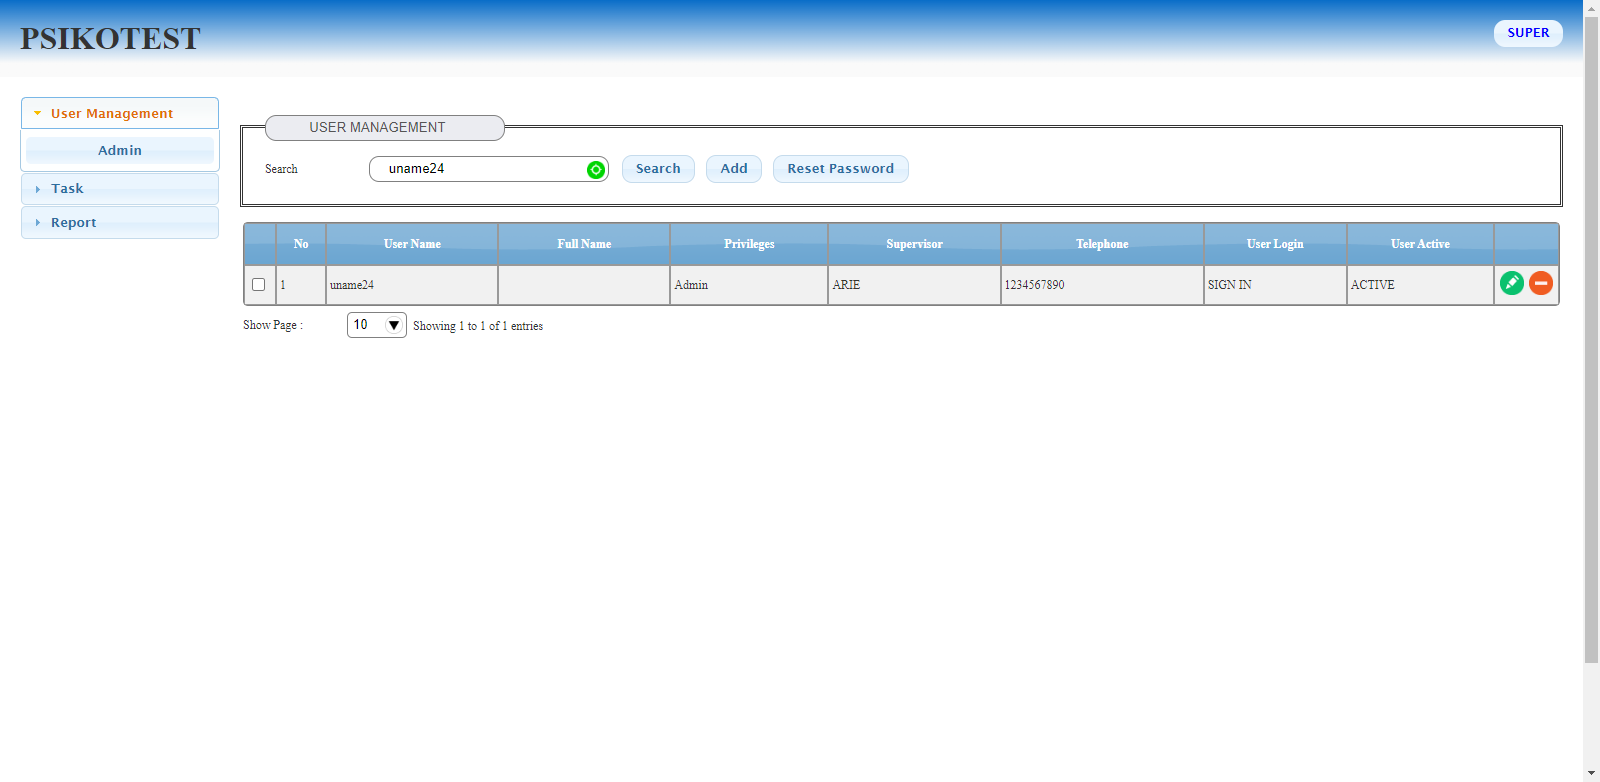 PSIKOTEST
SUPER
User Management
Admin
Task
Report
USER MANAGEMENT
Search uname24 Search Add Reset Password
No User Name Full Name Privileges Supervisor Telephone User Login User Active
1 uname24 Admin ARIE 1234567890 SIGN IN ACTIVE
Show Page : 10 Showing 1 to 1 of 1 entries